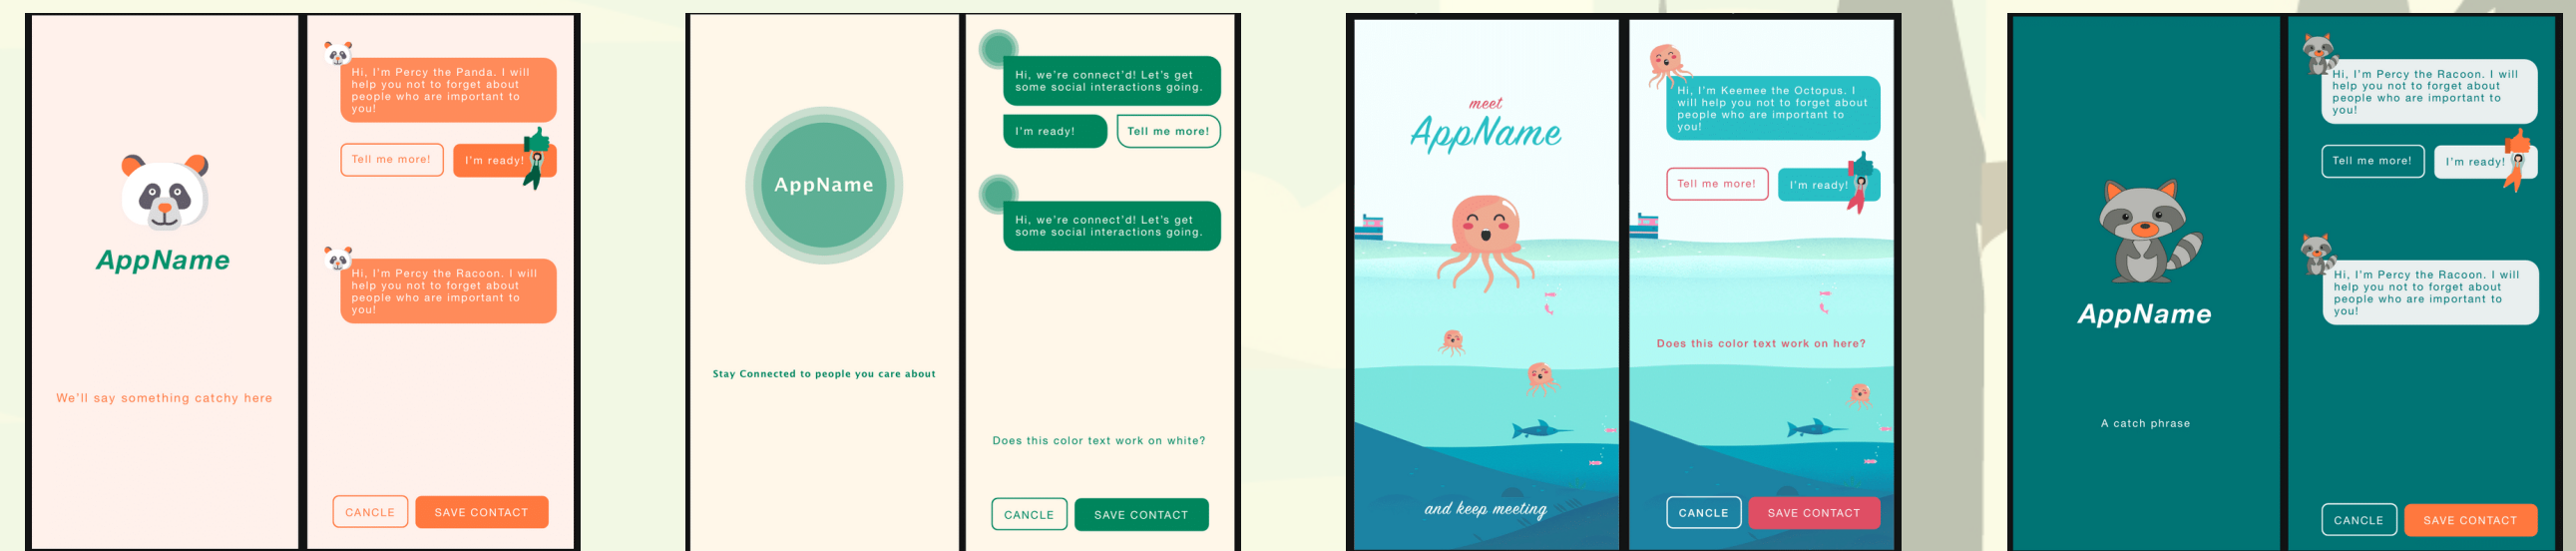 AppName
We'll say something catchy here
Hi, I'm Percy the Panda. I will
help you not to forget about
people who are important to
you!
Tell me more!
I'm ready!
Hi, I'm Percy the Racoon. I will
help you not to forget about
people who are important to
you!
CANCLE
SAVE CONTACT
AppName
Stay Connected to people you care about
Hi, we're connect'd! Let's get
some social interactions going.
I'm ready!
Tell me more!
Hi, we're connect'd! Let's get
some social interactions going.
Does this color text work on white?
CANCLE
SAVE CONTACT
meet
AppName
and keep meeting
Hi, I'm Keemee the Octopus. I
will help you not to forget about
people who are important to
you!
Tell me more!
I'm ready!
Does this color text work on here?
CANCLE
SAVE CONTACT
AppName
A catch phrase
Hi, I'm Percy the Racoon. I will
help you not to forget about
people who are important to
you!
Tell me more!
I'm ready!
Hi, I'm Percy the Racoon. I will
help you not to forget about
people who are important to
you!
CANCLE
SAVE CONTACT